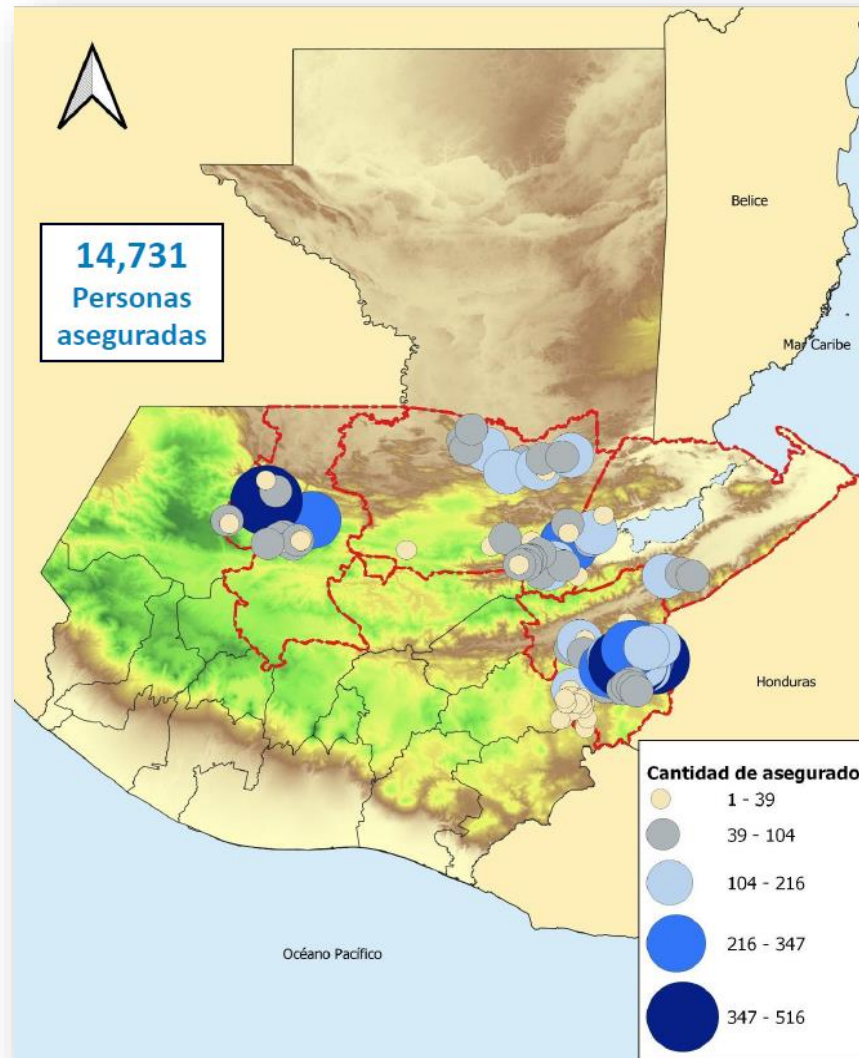 Belice
14,731
Personas
aseguradas
Mar Caribe
Honduras
Cantidad de asegurado
1 - 39
39 - 104
104 - 216
216 - 347
347 - 516
Océano Pacífico